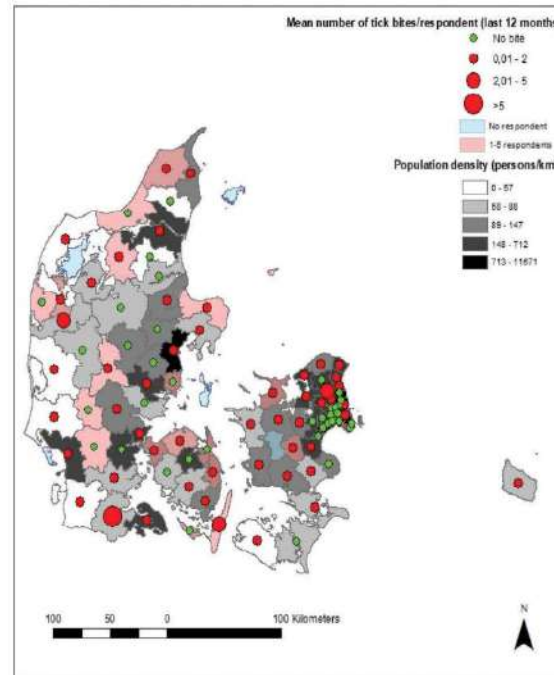 Mean number of tick bites/respondent (last 12 months
No bite
0,01 - 2
2,01 - 5
>5
No respondent
1-5 respondents
Population density (persons/km
0 - 57
58 - 88
89 - 147
148 - 712
713 - 11671
N
100 50 0 100 Kilometers